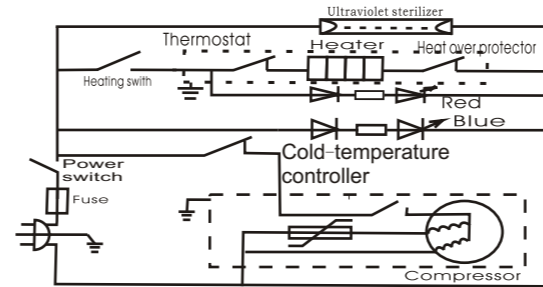 Ultraviolet sterilizer
Thermostat
Heater
Heat over protector
Heating swith
Red
Blue
Cold-temperature
controller
Power
switch
Fuse
Compressor